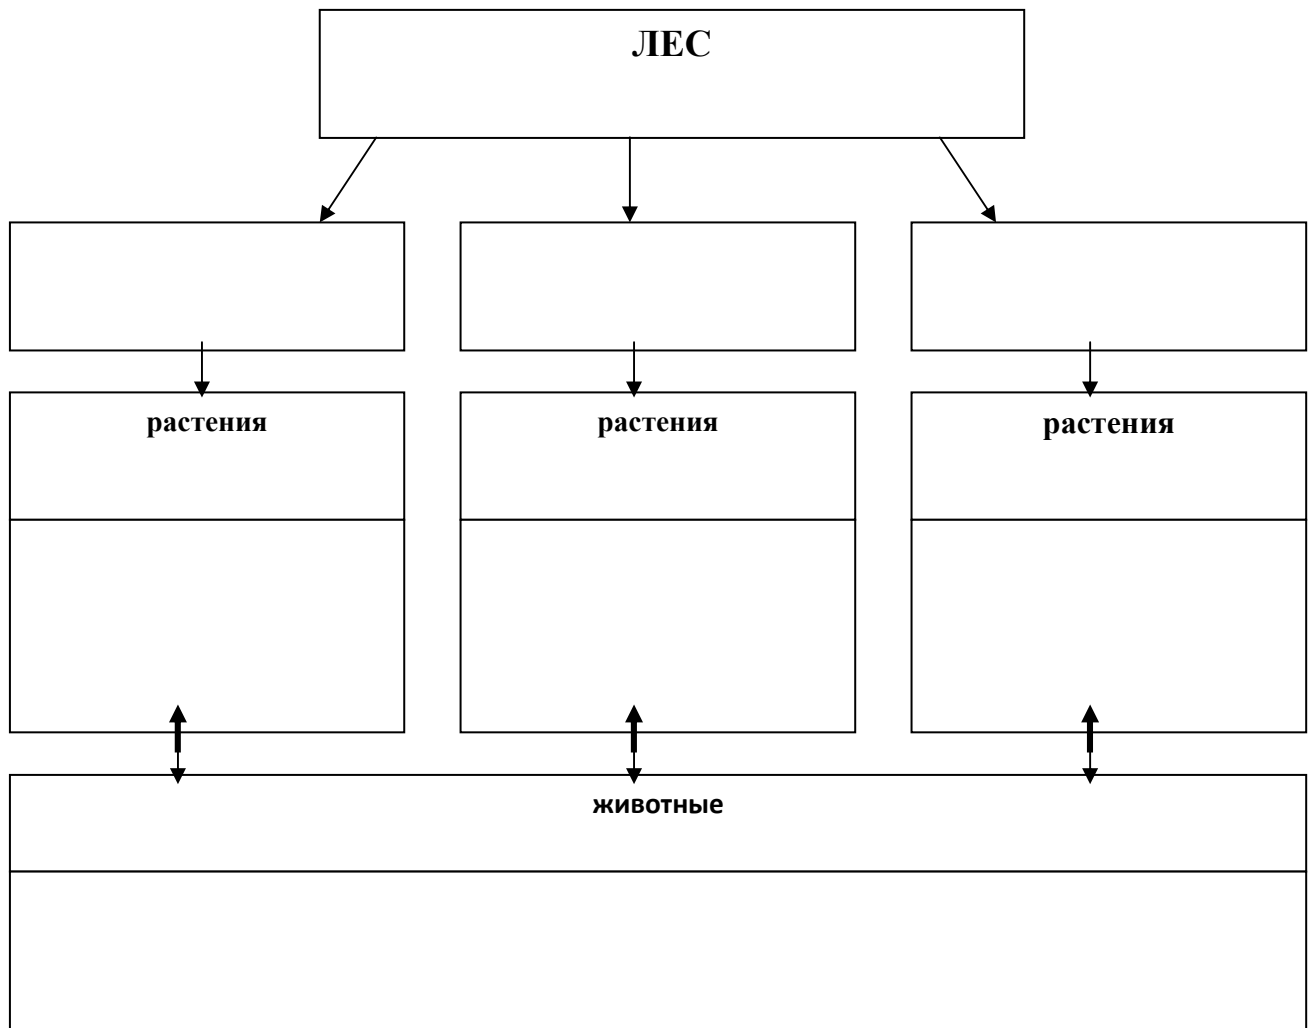 ЛЕС
растения
растения
растения
животные